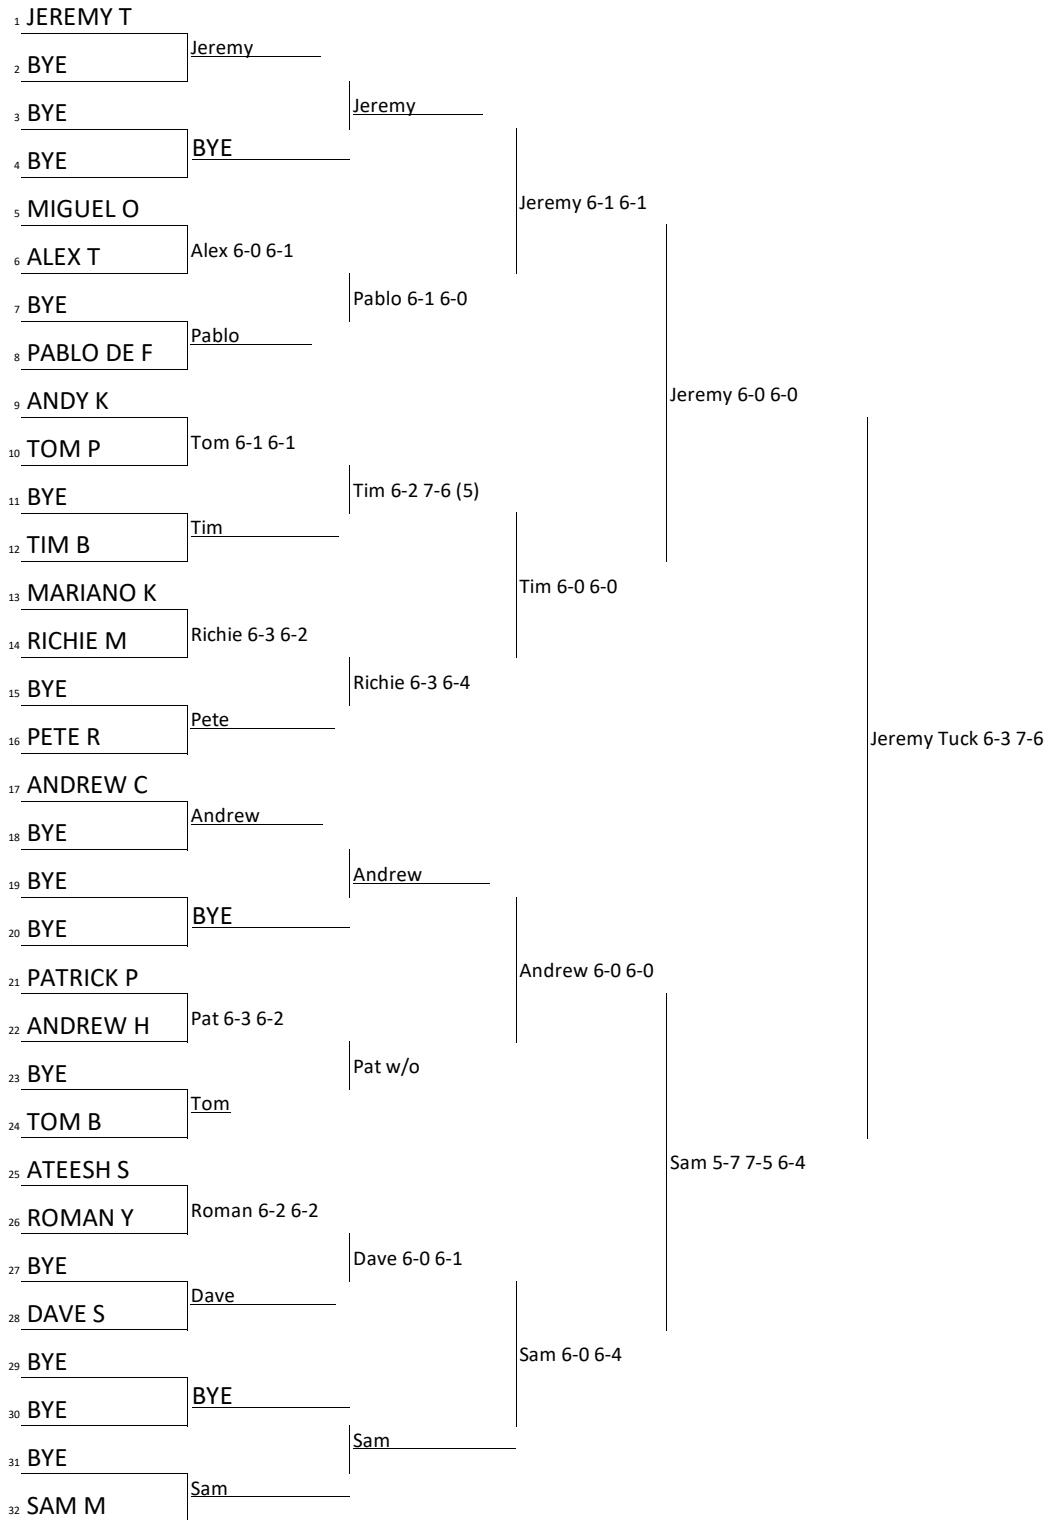 1 JEREMY T
Jeremy
2 BYE
Jeremy
3 BYE
BYE
4 BYE
Jeremy 6-1 6-1
5 MIGUEL O
Alex 6-0 6-1
6 ALEX T
Pablo 6-1 6-0
7 BYE
Pablo
8 PABLO DE F
Jeremy 6-0 6-0
9 ANDY K
Tom 6-1 6-1
10 TOM P
Tim 6-2 7-6 (5)
11 BYE
Tim
12 TIM B
Tim 6-0 6-0
13 MARIANO K
Richie 6-3 6-2
14 RICHIE M
Richie 6-3 6-4
15 BYE
Pete
16 PETE R
Jeremy Tuck 6-3 7-6
17 ANDREW C
Andrew
18 BYE
Andrew
19 BYE
BYE
20 BYE
Andrew 6-0 6-0
21 PATRICK P
Pat 6-3 6-2
22 ANDREW H
Pat w/o
23 BYE
Tom
24 TOM B
Sam 5-7 7-5 6-4
25 ATEESH S
Roman 6-2 6-2
26 ROMAN Y
Dave 6-0 6-1
27 BYE
Dave
28 DAVE S
Sam 6-0 6-4
29 BYE
BYE
30 BYE
Sam
31 BYE
Sam
32 SAM M